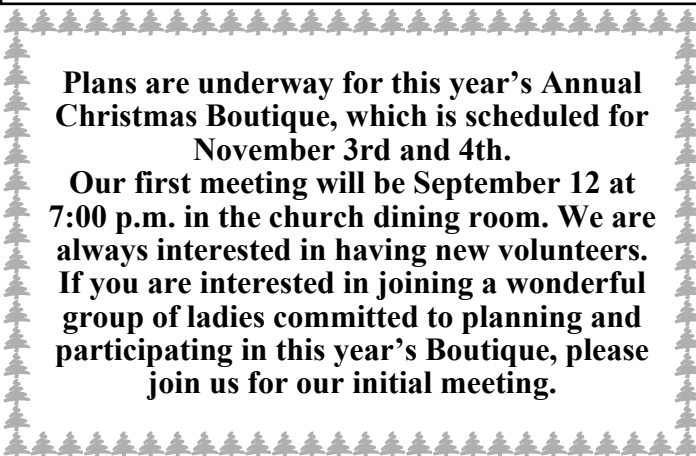 Plans are underway for this year’s Annual
Christmas Boutique, which is scheduled for
November 3rd and 4th.
Our first meeting will be September 12 at
7:00 p.m. in the church dining room. We are
always interested in having new volunteers.
If you are interested in joining a wonderful
group of ladies committed to planning and
participating in this year’s Boutique, please
join us for our initial meeting.